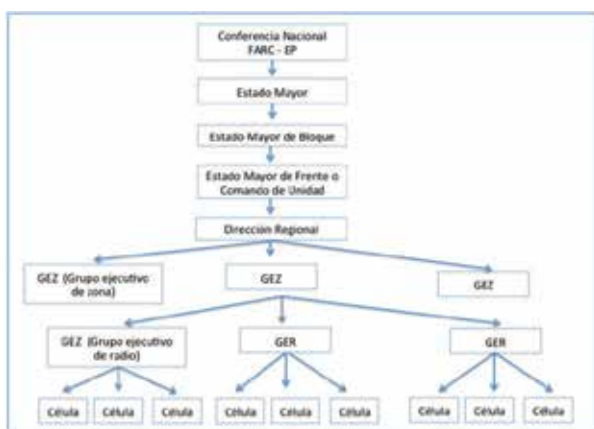 Conferencia Nacional
FARC - EP
Estado Mayor
Estado Mayor de Bloque
Estado Mayor de Frente o
Comando de Unidad
Dirección Regional
GEZ (Grupo ejecutivo
de zona)
GEZ
GEZ
GEZ (Grupo ejecutivo
de radio)
GER
GER
Célula
Célula
Célula
Célula
Célula
Célula
Célula
Célula
Célula